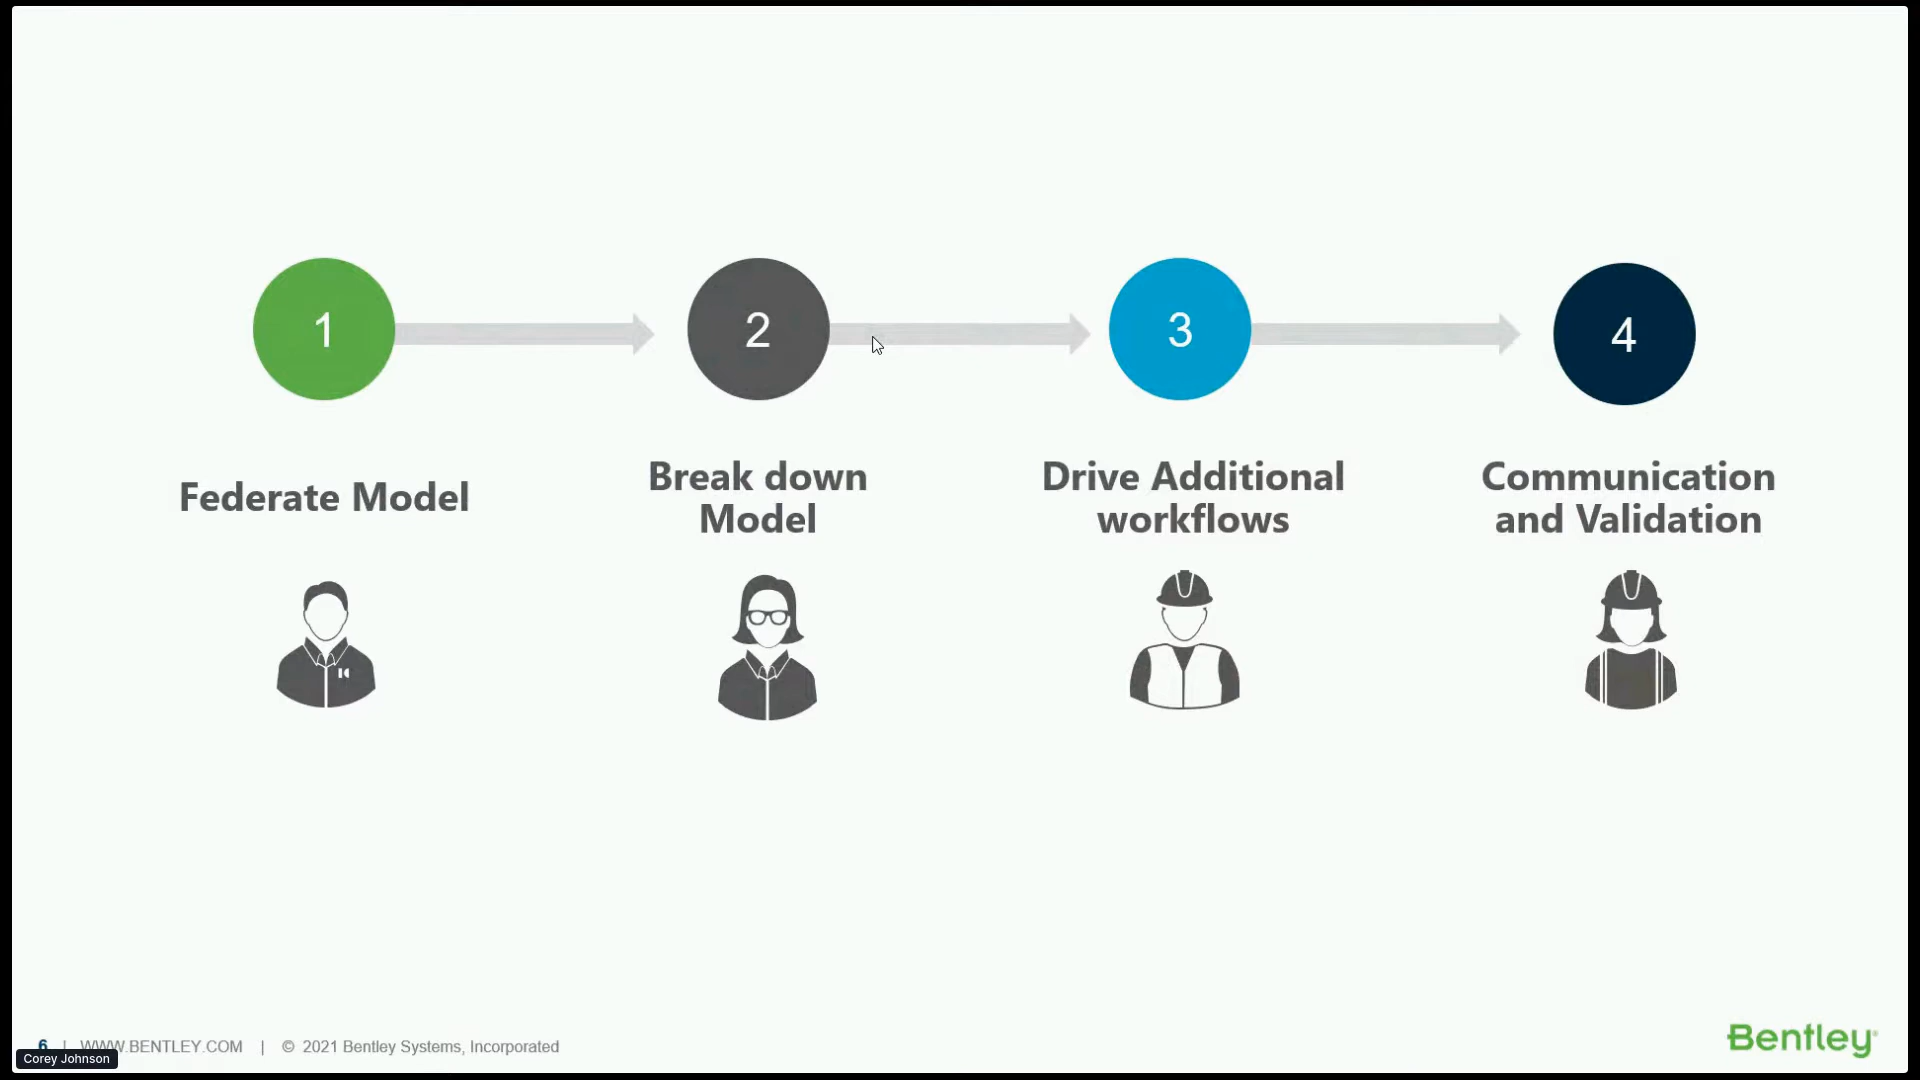 1
2
3
4
Federate Model
Break down
Model
Drive Additional
workflows
Communication
and Validation
6 | WWW.BENTLEY.COM | © 2021 Bentley Systems, Incorporated
Corey Johnson
Bentley